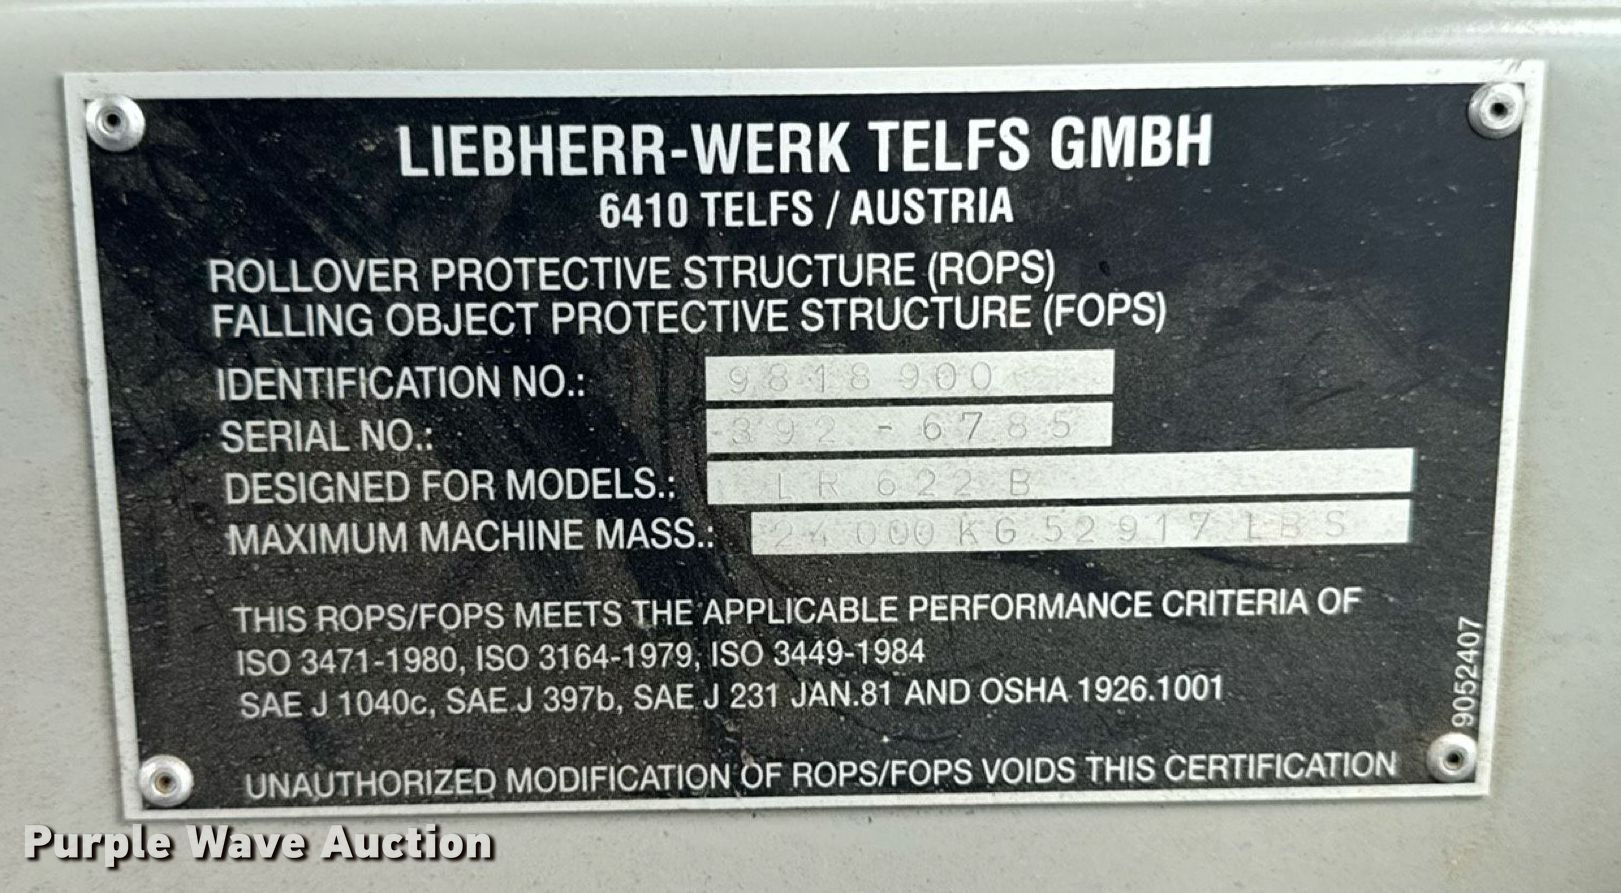 LIEBHERR-WERK TELFS GMBH
6410 TELFS / AUSTRIA
ROLLOVER PROTECTIVE STRUCTURE (ROPS)
FALLING OBJECT PROTECTIVE STRUCTURE (FOPS)
IDENTIFICATION NO.: 9818900
SERIAL NO.: 392-6785
DESIGNED FOR MODELS.: LR 622 B
MAXIMUM MACHINE MASS.: 24 000 KG 52917 LBS
THIS ROPS/FOPS MEETS THE APPLICABLE PERFORMANCE CRITERIA OF
ISO 3471-1980, ISO 3164-1979, ISO 3449-1984
SAE J 1040c, SAE J 397b, SAE J 231 JAN.81 AND OSHA 1926.1001
9052407
UNAUTHORIZED MODIFICATION OF ROPS/FOPS VOIDS THIS CERTIFICATION
Purple Wave Auction